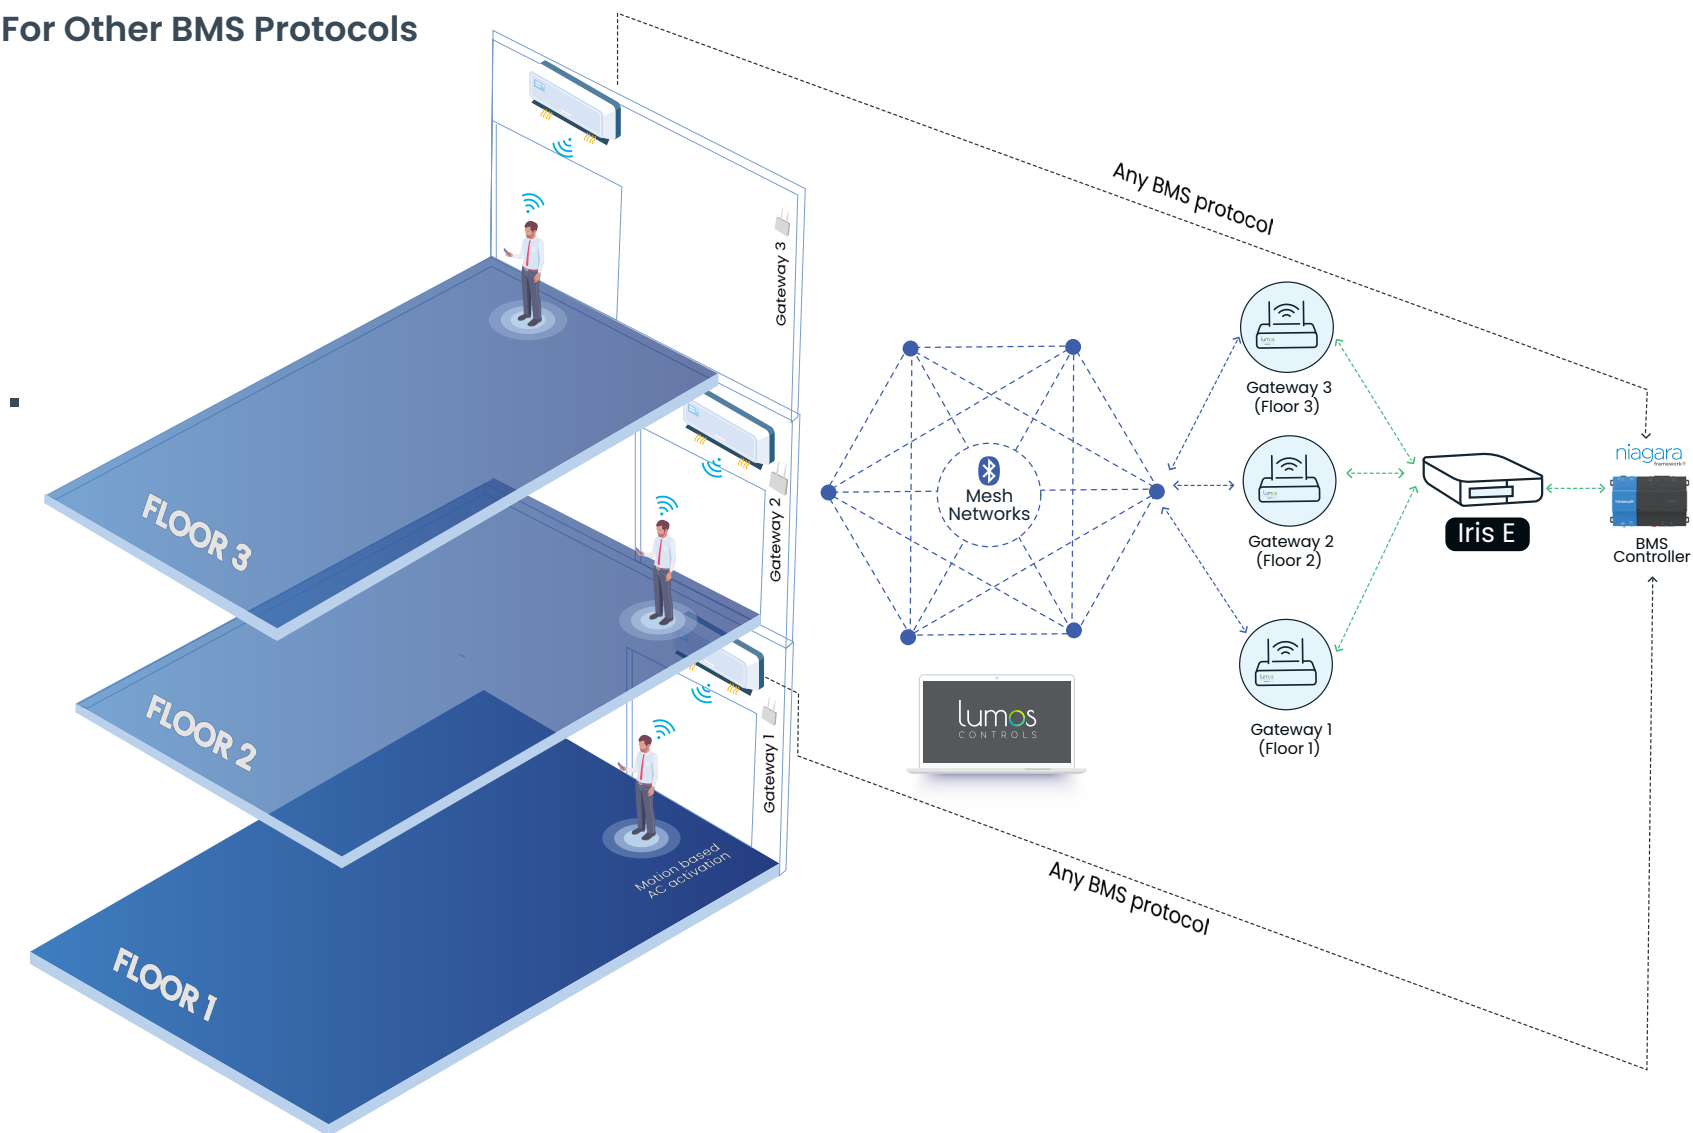 For Other BMS Protocols
Any BMS protocol
Gateway 3
FLOOR 3
Gateway 2
FLOOR 2
Gateway 1
Motion based
AC activation
FLOOR 1
Mesh
Networks
lumos
CONTROLS
Gateway 3
(Floor 3)
Gateway 2
(Floor 2)
Gateway 1
(Floor 1)
Iris E
niagara
framework
BMS
Controller
Any BMS protocol